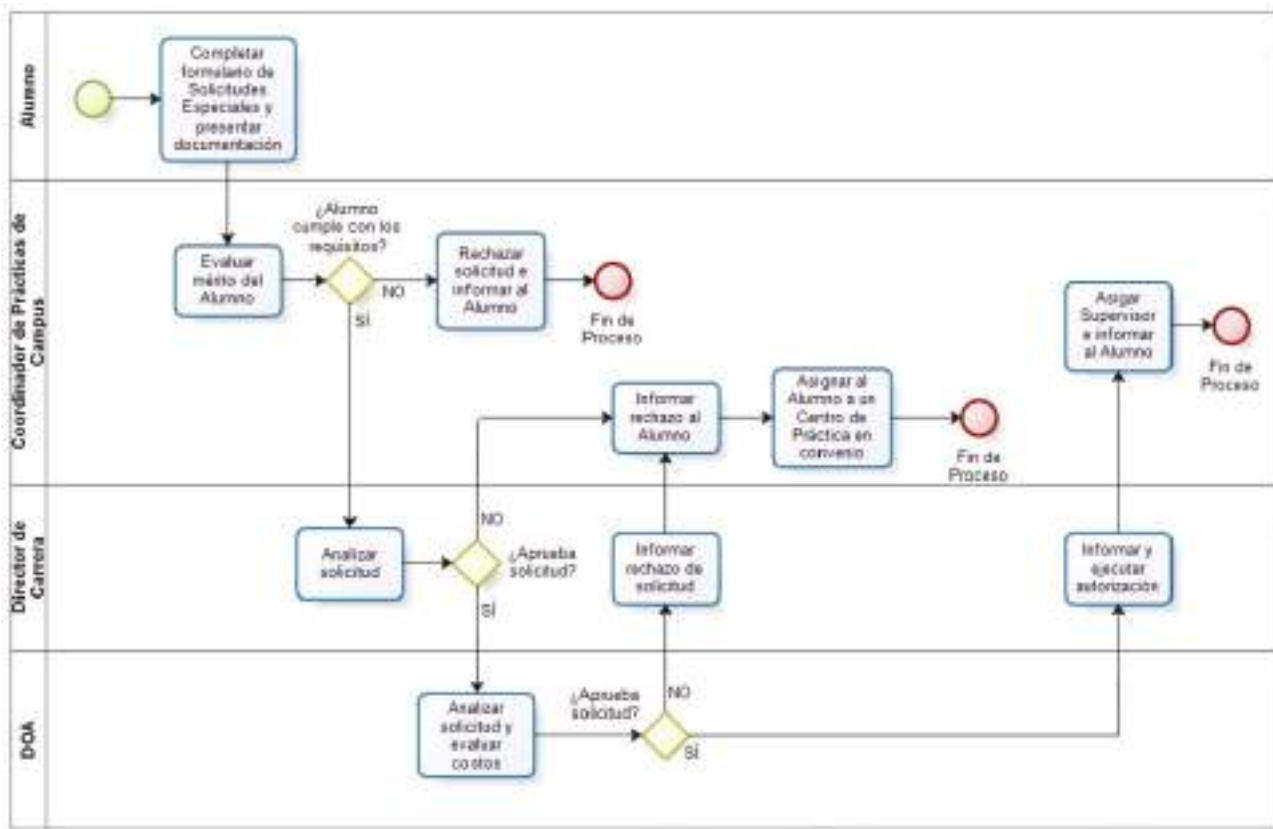 Alumno
Completar
formulario de
Solicitudes
Especiales y
presentar
documentación
Coordinador de Prácticas de
Campus
Evaluar
mérito del
Alumno
¿Alumno
cumple con los
requisitos?
NO
SÍ
Rechazar
solicitud e
informar al
Alumno
Fin de
Proceso
Informar
rechazo al
Alumno
Asignar al
Alumno a un
Centro de
Práctica en
convenio
Fin de
Proceso
Asigar
Supervisor
e informar
al Alumno
Fin de
Proceso
Director de
Carrera
Analizar
solicitud
NO
¿Aprueba
solicitud?
SÍ
Informar
rechazo de
solicitud
Informar y
ejecutar
autorización
DOA
Analizar
solicitud y
evaluar
costos
¿Aprueba
solicitud?
NO
SÍ